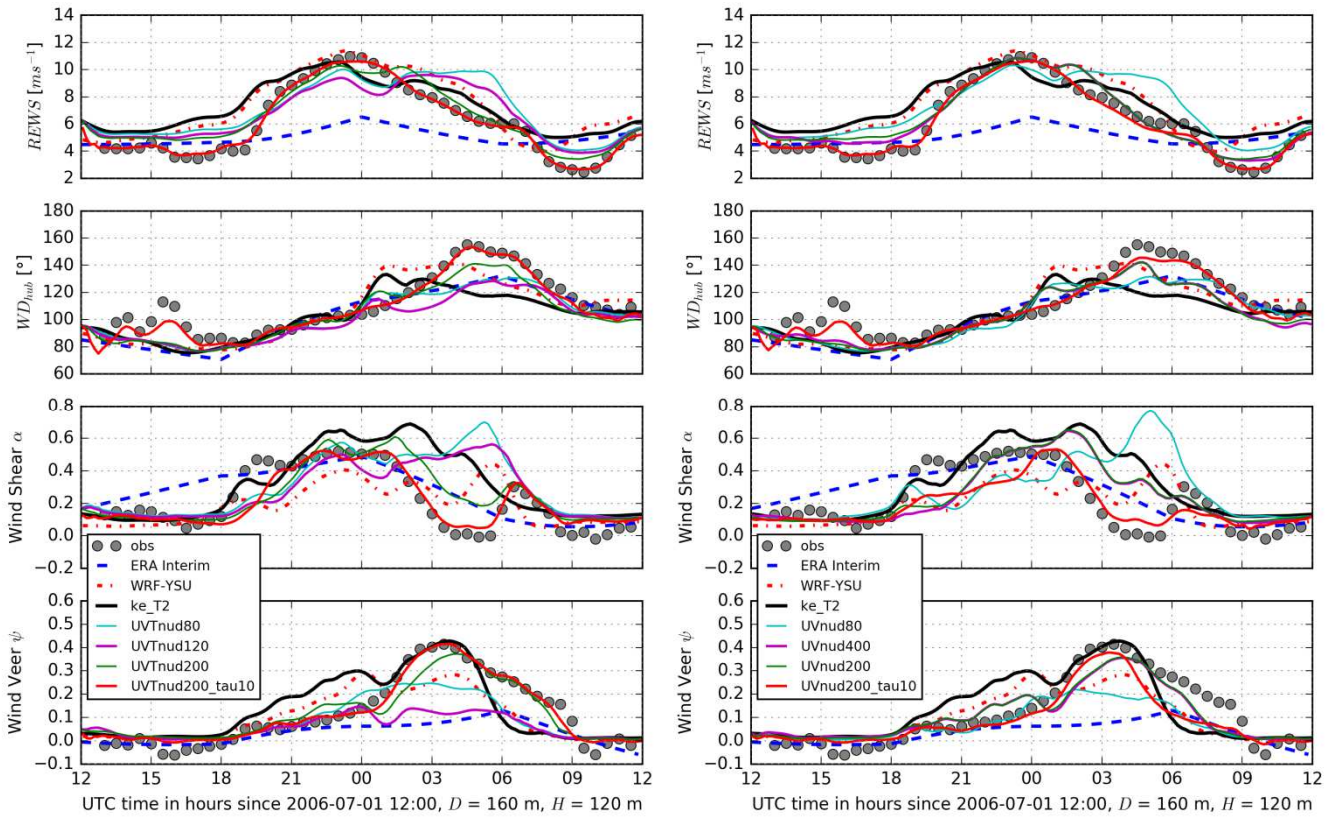 14
12
10
8
6
4
2
REWS [ms⁻¹]
180
160
140
120
100
80
60
WD_hub [°]
0.8
0.6
0.4
0.2
0.0
−0.2
Wind Shear α
obs
ERA Interim
WRF-YSU
ke_T2
UVTnud80
UVTnud120
UVTnud200
UVTnud200_tau10
0.6
0.5
0.4
0.3
0.2
0.1
0.0
−0.1
Wind Veer ψ
12 15 18 21 00 03 06 09 12
UTC time in hours since 2006-07-01 12:00, D = 160 m, H = 120 m
14
12
10
8
6
4
2
REWS [ms⁻¹]
180
160
140
120
100
80
60
WD_hub [°]
0.8
0.6
0.4
0.2
0.0
−0.2
Wind Shear α
obs
ERA Interim
WRF-YSU
ke_T2
UVnud80
UVnud400
UVnud200
UVnud200_tau10
0.6
0.5
0.4
0.3
0.2
0.1
0.0
−0.1
Wind Veer ψ
12 15 18 21 00 03 06 09 12
UTC time in hours since 2006-07-01 12:00, D = 160 m, H = 120 m